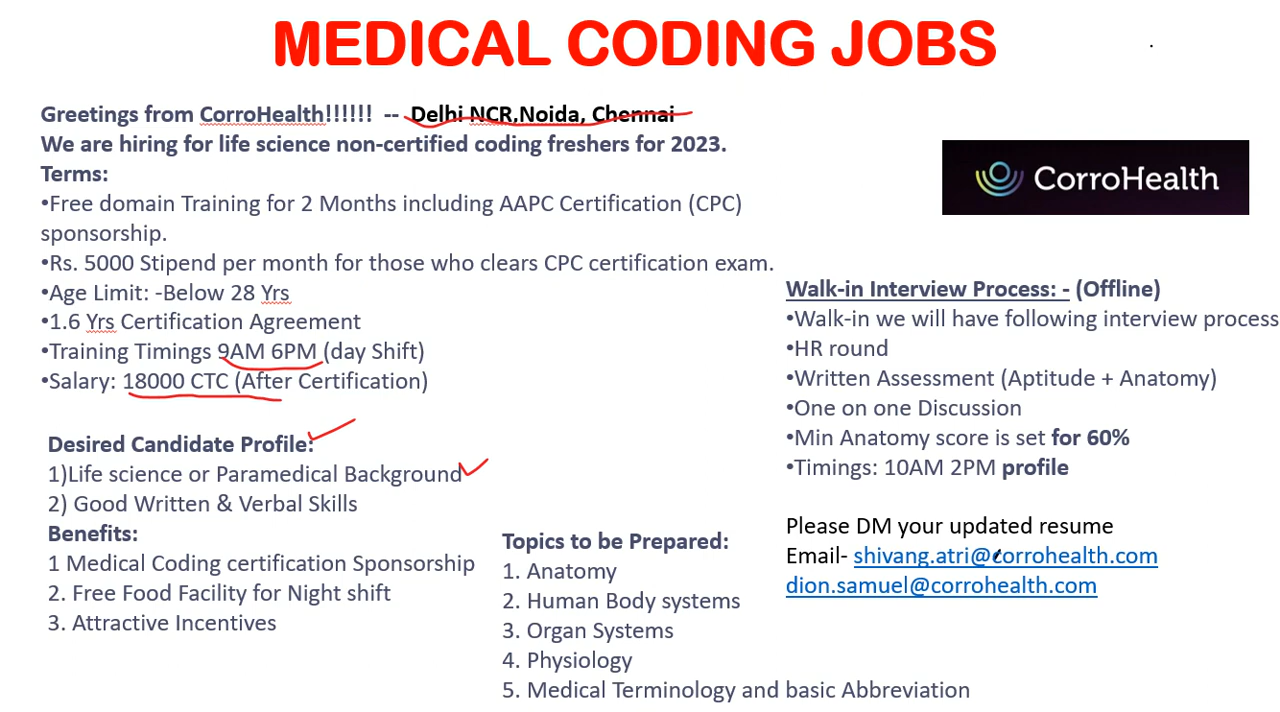 MEDICAL CODING JOBS
Greetings from CorroHealth!!!!!! -- Delhi NCR,Noida, Chennai
We are hiring for life science non-certified coding freshers for 2023.
Terms:
•Free domain Training for 2 Months including AAPC Certification (CPC)
sponsorship.
•Rs. 5000 Stipend per month for those who clears CPC certification exam.
•Age Limit: -Below 28 Yrs
•1.6 Yrs Certification Agreement
•Training Timings 9AM 6PM (day Shift)
•Salary: 18000 CTC (After Certification)
Desired Candidate Profile:
1)Life science or Paramedical Background
2) Good Written & Verbal Skills
Benefits:
1 Medical Coding certification Sponsorship
2. Free Food Facility for Night shift
3. Attractive Incentives
Topics to be Prepared:
1. Anatomy
2. Human Body systems
3. Organ Systems
4. Physiology
5. Medical Terminology and basic Abbreviation
CorroHealth
Walk-in Interview Process: - (Offline)
•Walk-in we will have following interview process
•HR round
•Written Assessment (Aptitude + Anatomy)
•One on one Discussion
•Min Anatomy score is set for 60%
•Timings: 10AM 2PM profile
Please DM your updated resume
Email- shivang.atri@corrohealth.com
dion.samuel@corrohealth.com